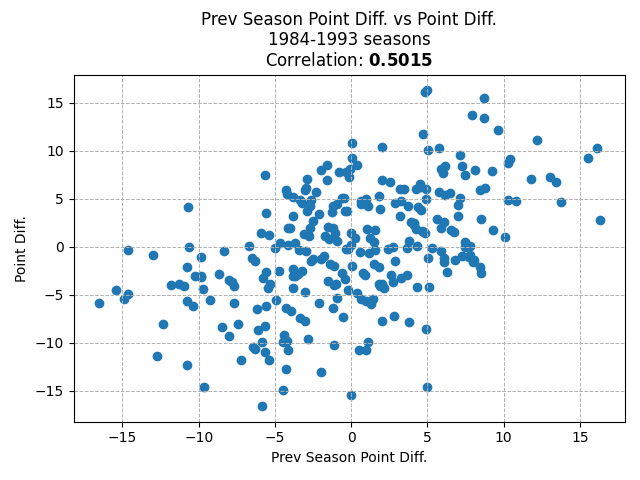 Prev Season Point Diff. vs Point Diff.
1984-1993 seasons
Correlation: 0.5015
15
10
5
0
−5
−10
−15
Point Diff.
−15
−10
−5
0
5
10
15
Prev Season Point Diff.